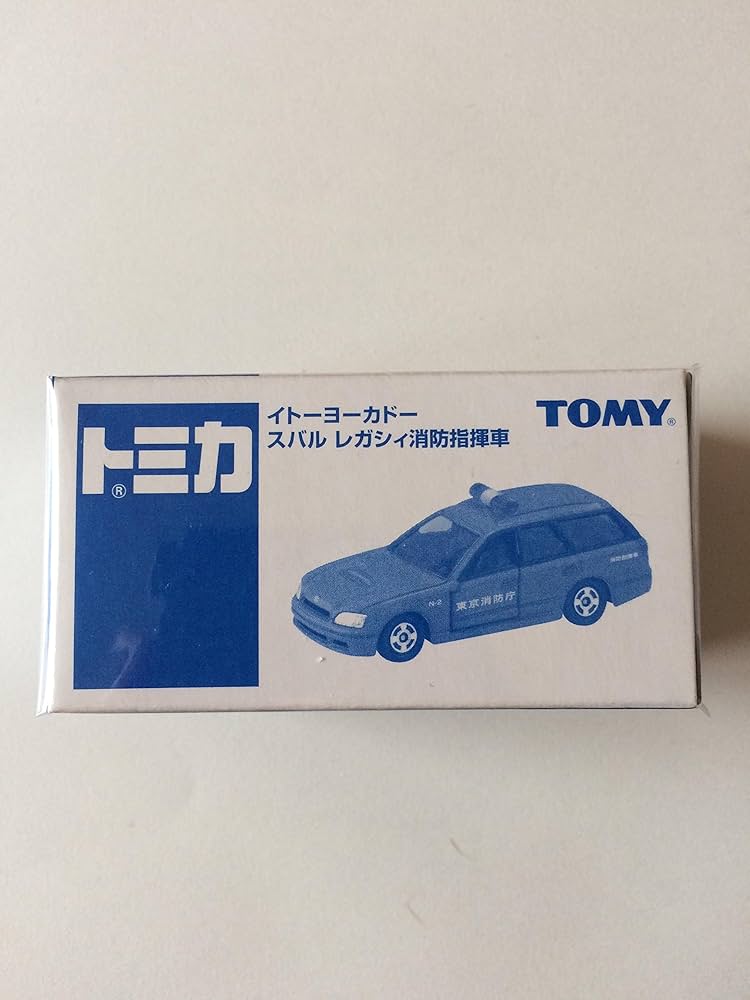 トミカ®
イトーヨーカドー
スバル レガシィ消防指揮車
TOMY®
N-2 東京消防庁